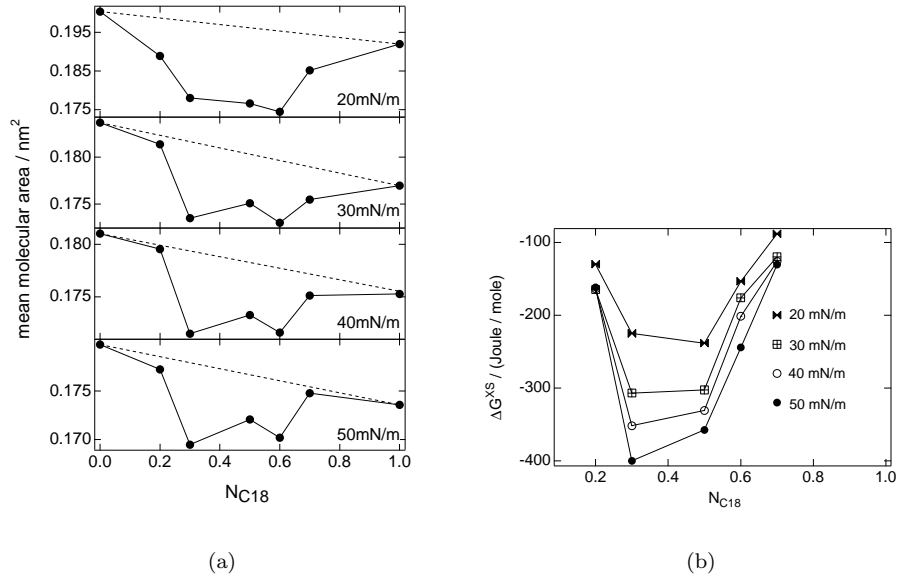 mean molecular area / nm²
0.195
0.185
0.175
20mN/m
0.180
0.175
30mN/m
0.180
0.175
40mN/m
0.175
0.170
50mN/m
0.0 0.2 0.4 0.6 0.8 1.0
N_C18
(a)
ΔG^XS / (Joule / mole)
-100
-200
-300
-400
20 mN/m
30 mN/m
40 mN/m
50 mN/m
0.2 0.4 0.6 0.8 1.0
N_C18
(b)